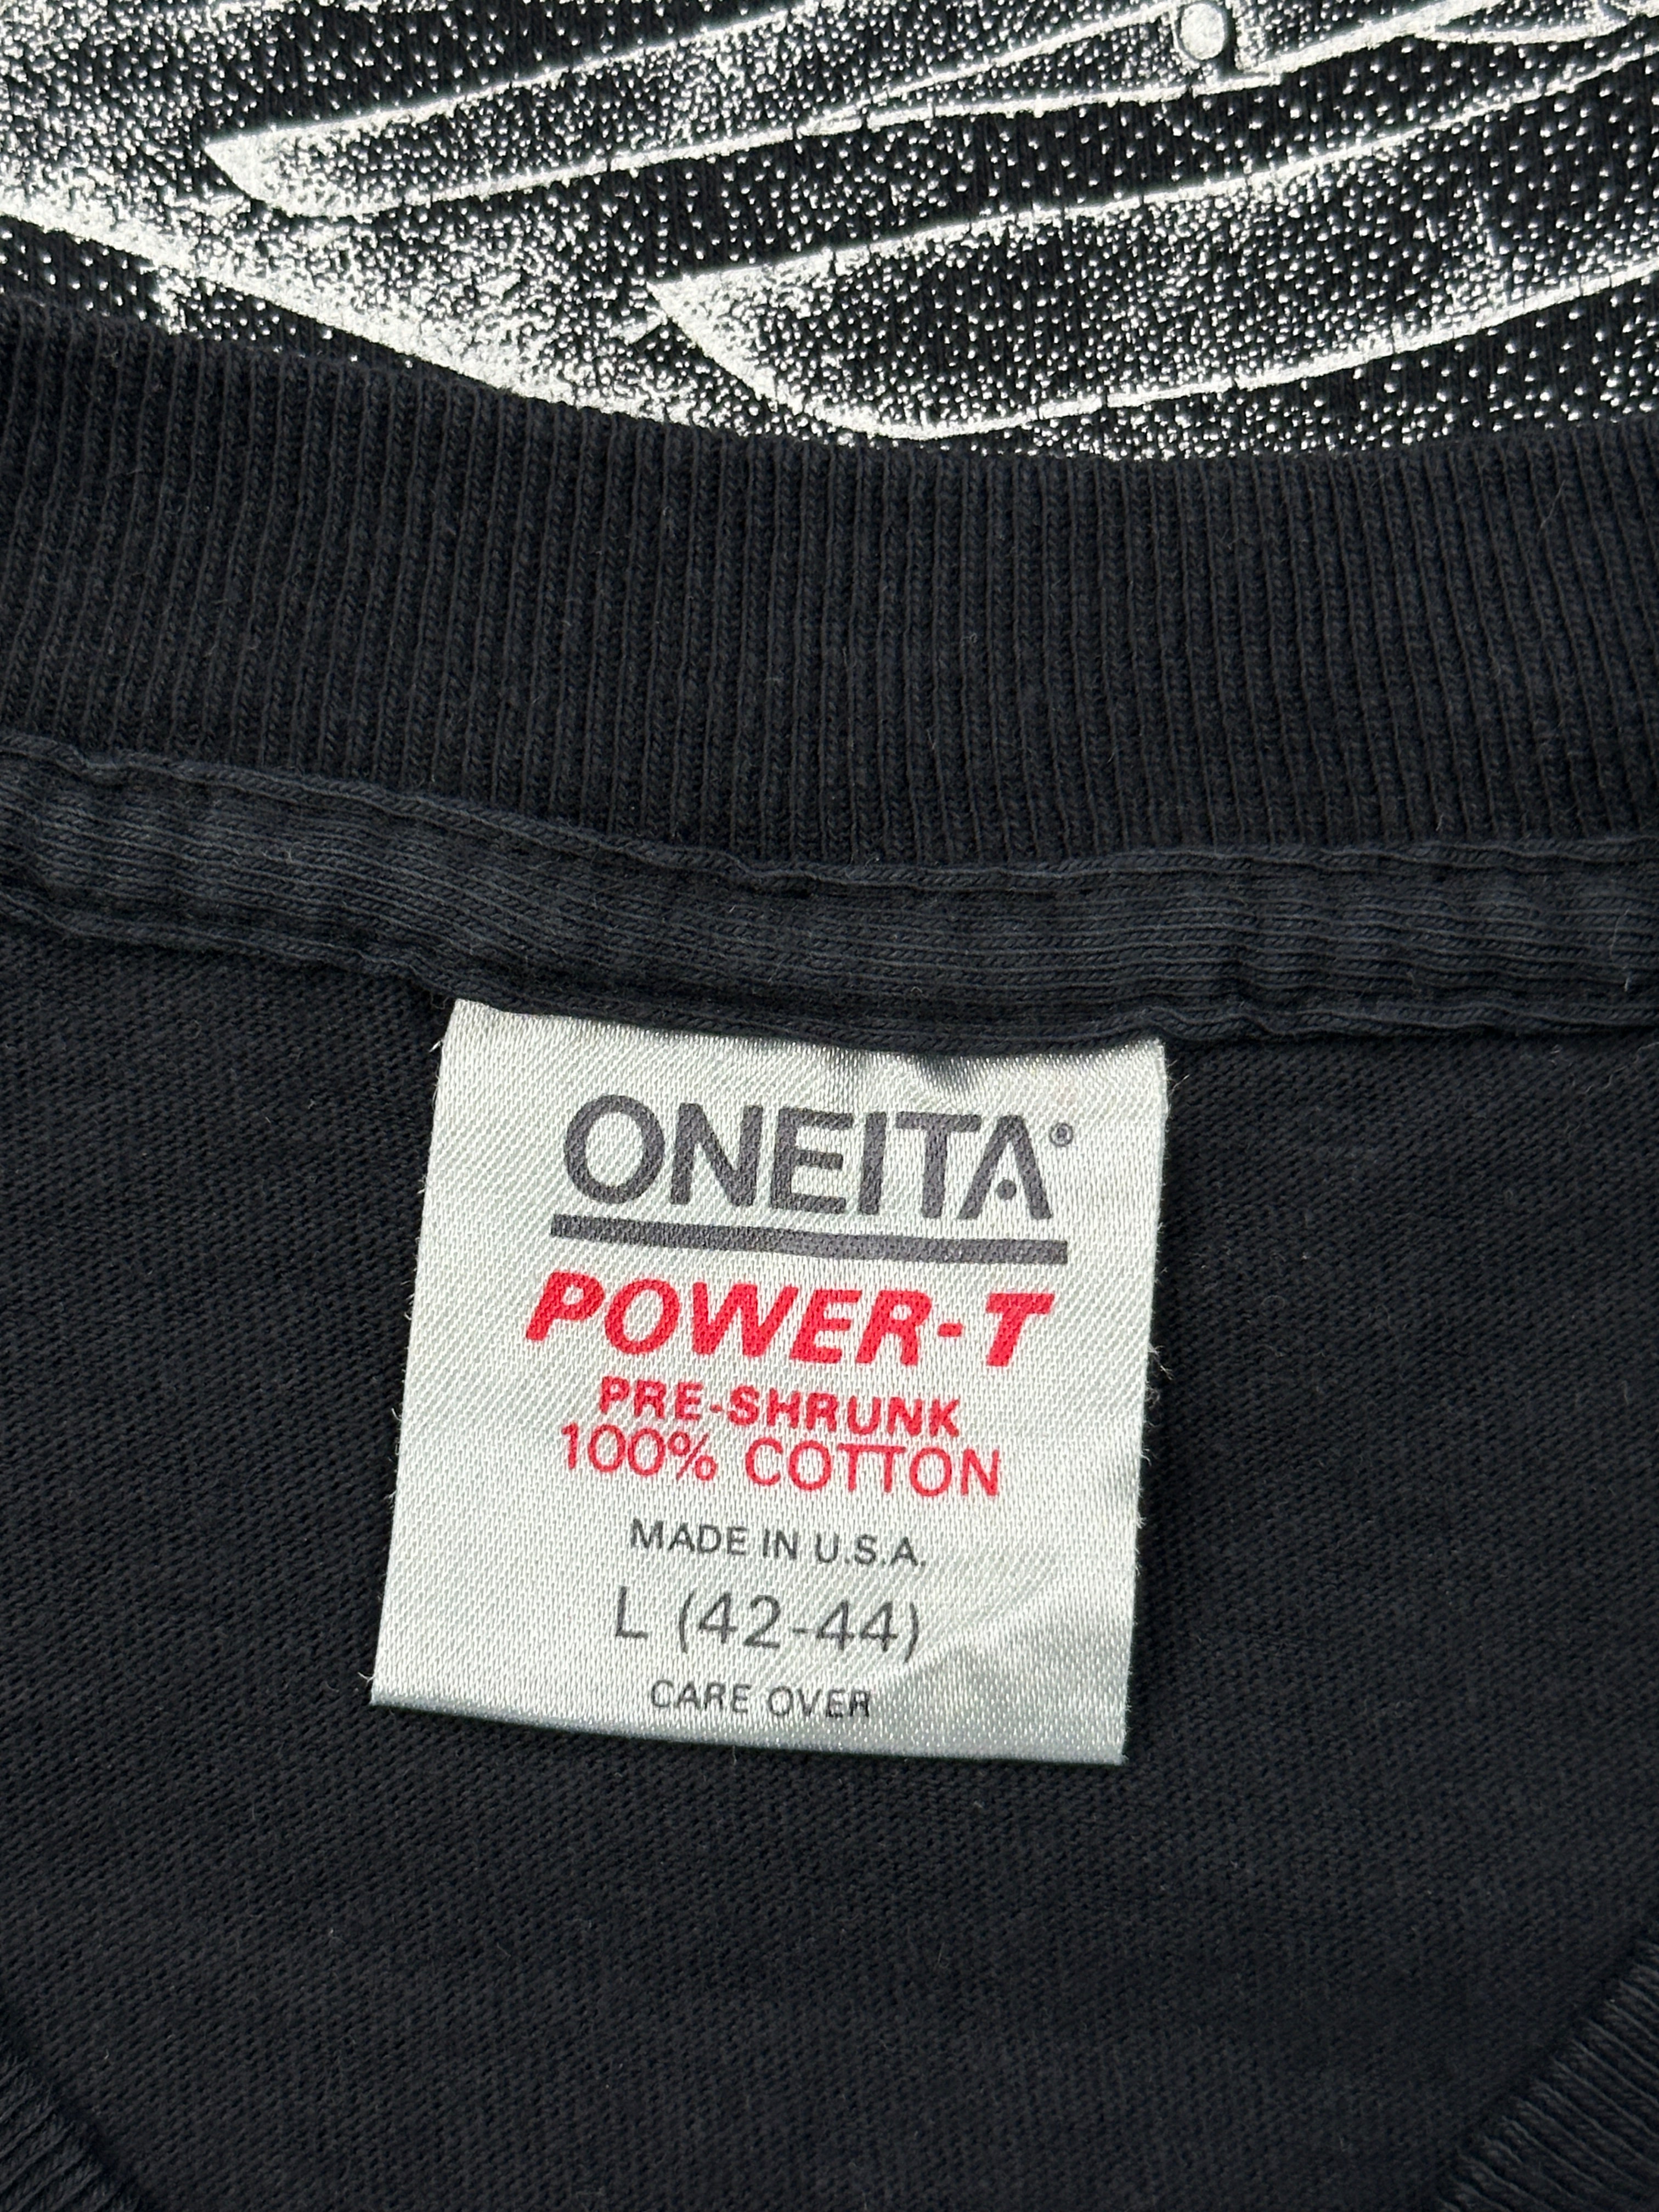 ONEITA®
POWER-T
PRE-SHRUNK
100% COTTON
MADE IN U.S.A.
L (42-44)
CARE OVER